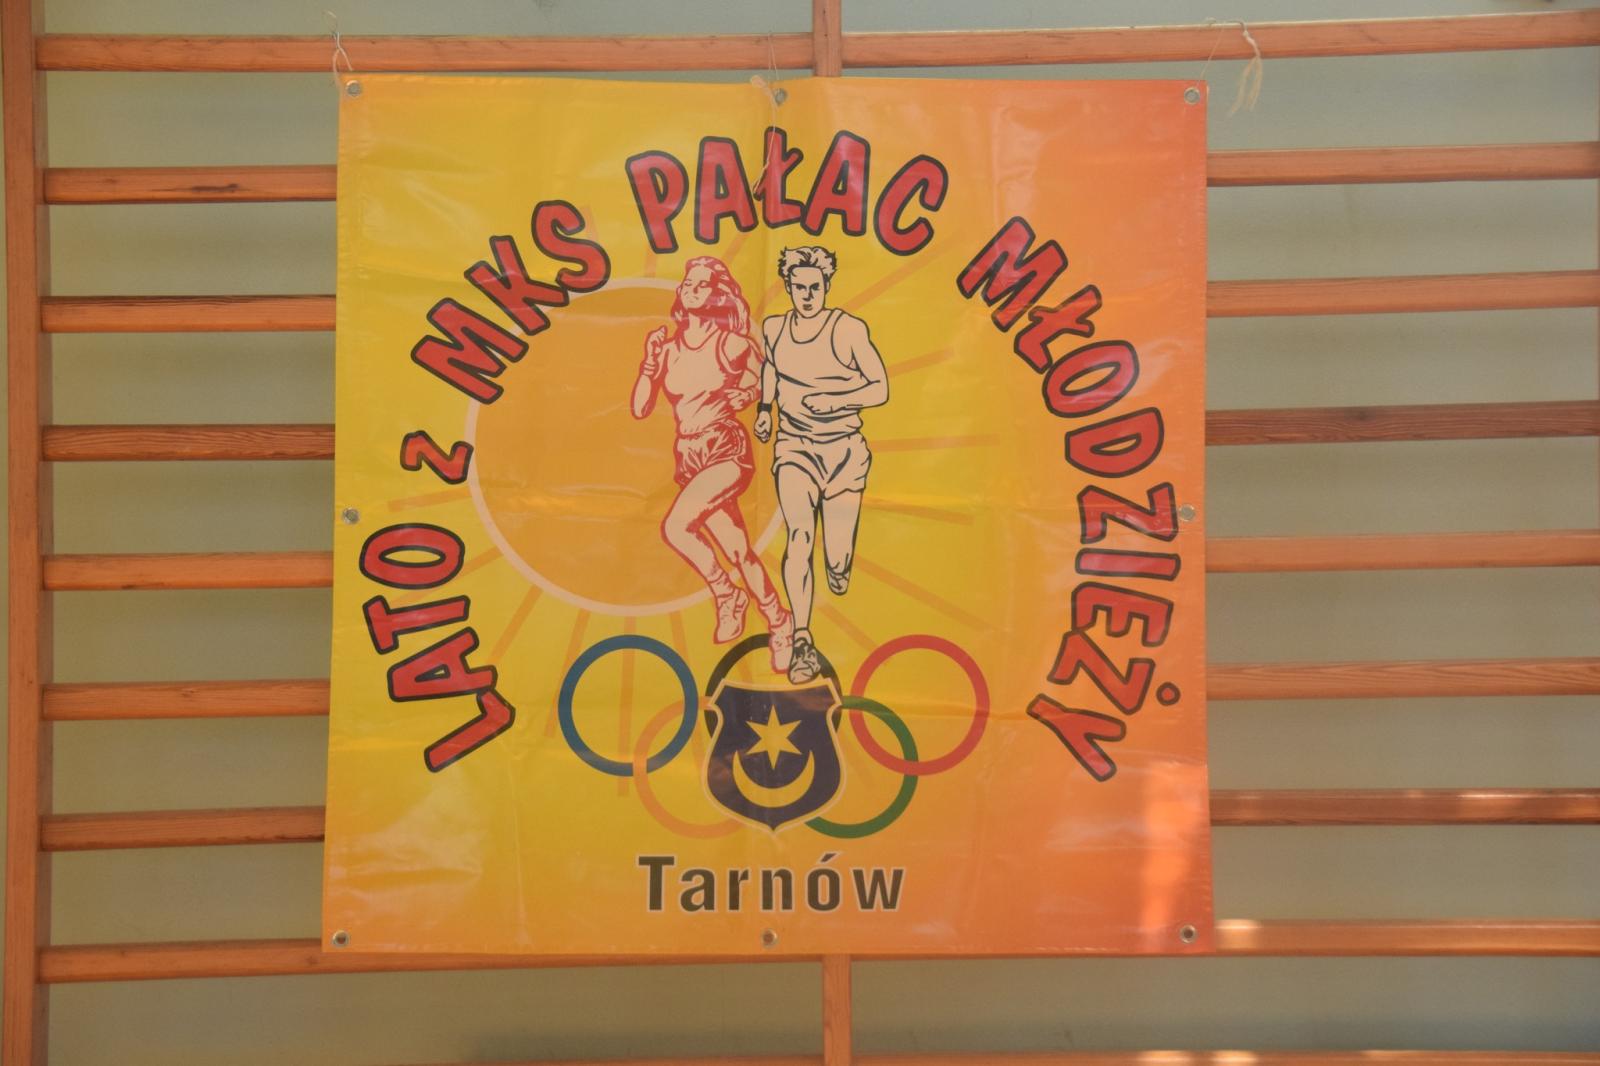 LATO z MKS PAŁAC MŁODZIEŻY
Tarnów